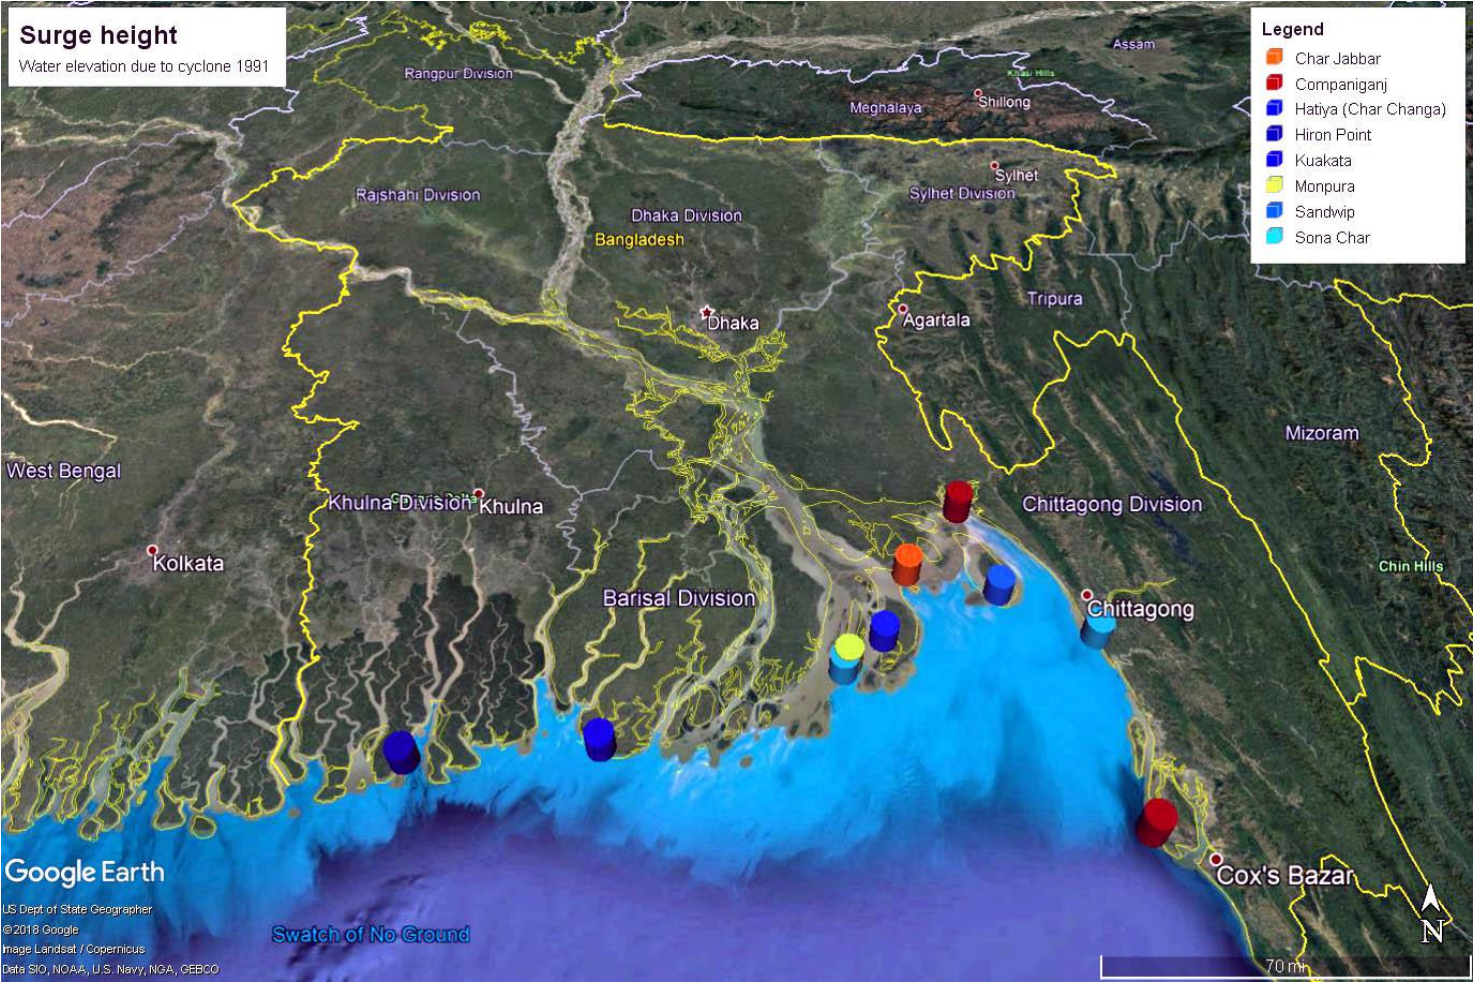 Surge height
Water elevation due to cyclone 1991
Legend
Char Jabbar
Companiganj
Hatiya (Char Changa)
Hiron Point
Kuakata
Monpura
Sandwip
Sona Char
Assam
Rangpur Division
Khasi Hills
Meghalaya
Shillong
Sylhet
Rajshahi Division
Sylhet Division
Dhaka Division
Bangladesh
Tripura
Dhaka
Agartala
Mizoram
West Bengal
Khulna Division
Khulna
Chittagong Division
Kolkata
Chin Hills
Barisal Division
Chittagong
Google Earth
Cox's Bazar
US Dept of State Geographer
©2018 Google
Image Landsat / Copernicus
Data SIO, NOAA, U.S. Navy, NGA, GEBCO
Swatch of No Ground
N
70 mi